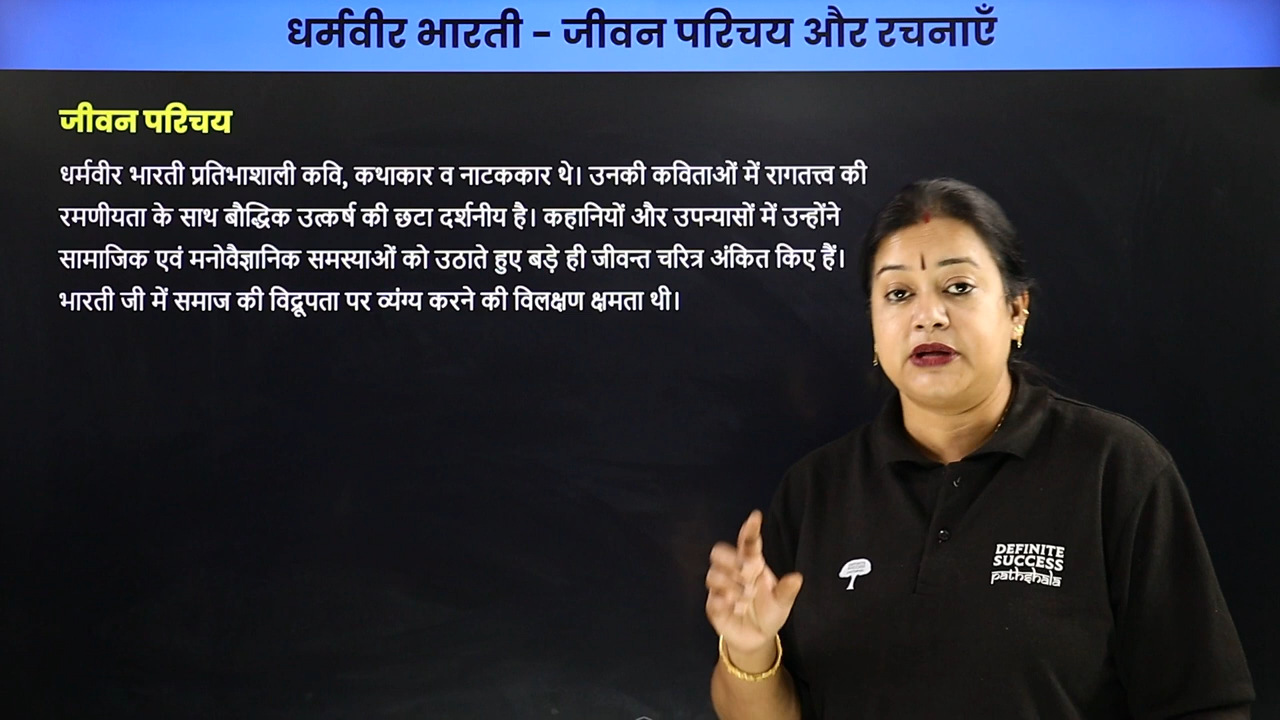 धर्मवीर भारती - जीवन परिचय और रचनाएँ
जीवन परिचय
धर्मवीर भारती प्रतिभाशाली कवि, कथाकार व नाटककार थे। उनकी कविताओं में रागतत्त्व की
रमणीयता के साथ बौद्धिक उत्कर्ष की छटा दर्शनीय है। कहानियों और उपन्यासों में उन्होंने
सामाजिक एवं मनोवैज्ञानिक समस्याओं को उठाते हुए बड़े ही जीवन्त चरित्र अंकित किए हैं।
भारती जी में समाज की विद्रूपता पर व्यंग्य करने की विलक्षण क्षमता थी।
DEFINITE
SUCCESS
pathshala